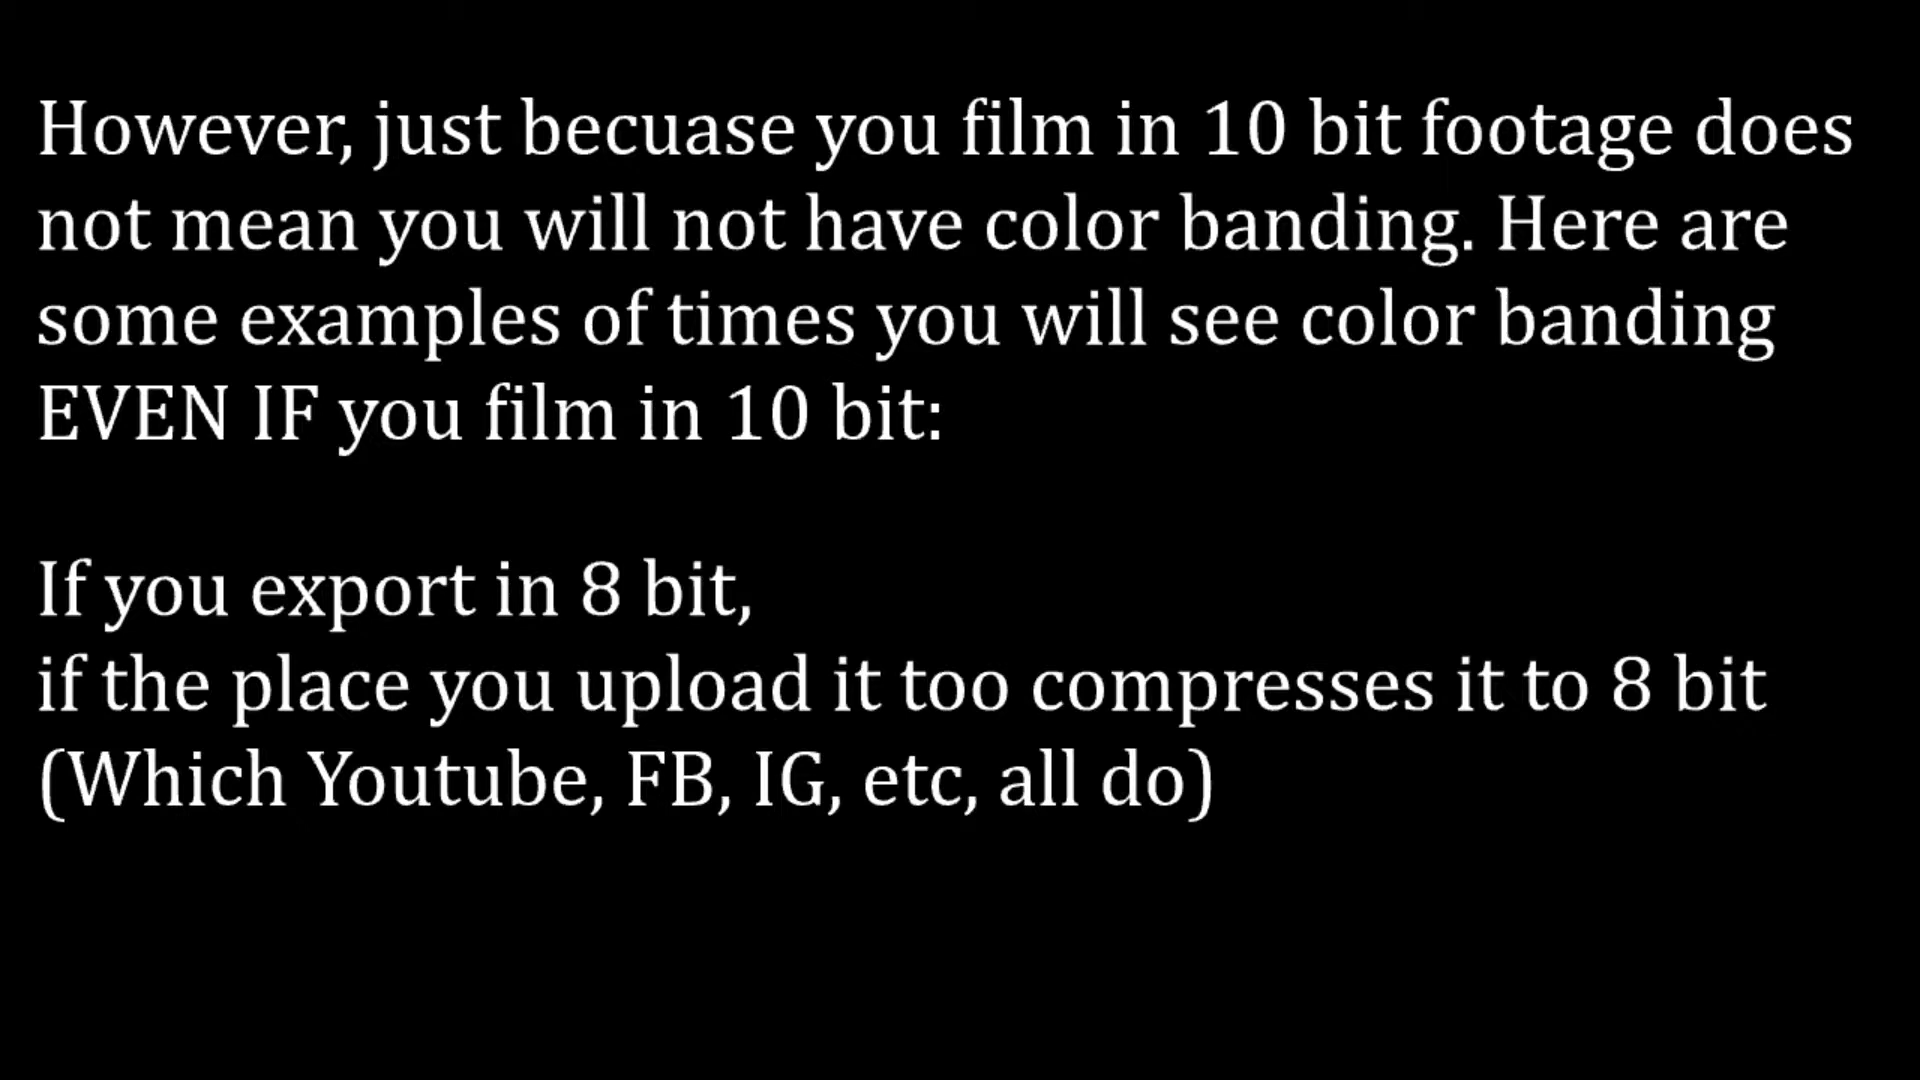 However, just becuase you film in 10 bit footage does
not mean you will not have color banding. Here are
some examples of times you will see color banding
EVEN IF you film in 10 bit:
If you export in 8 bit,
if the place you upload it too compresses it to 8 bit
(Which Youtube, FB, IG, etc, all do)